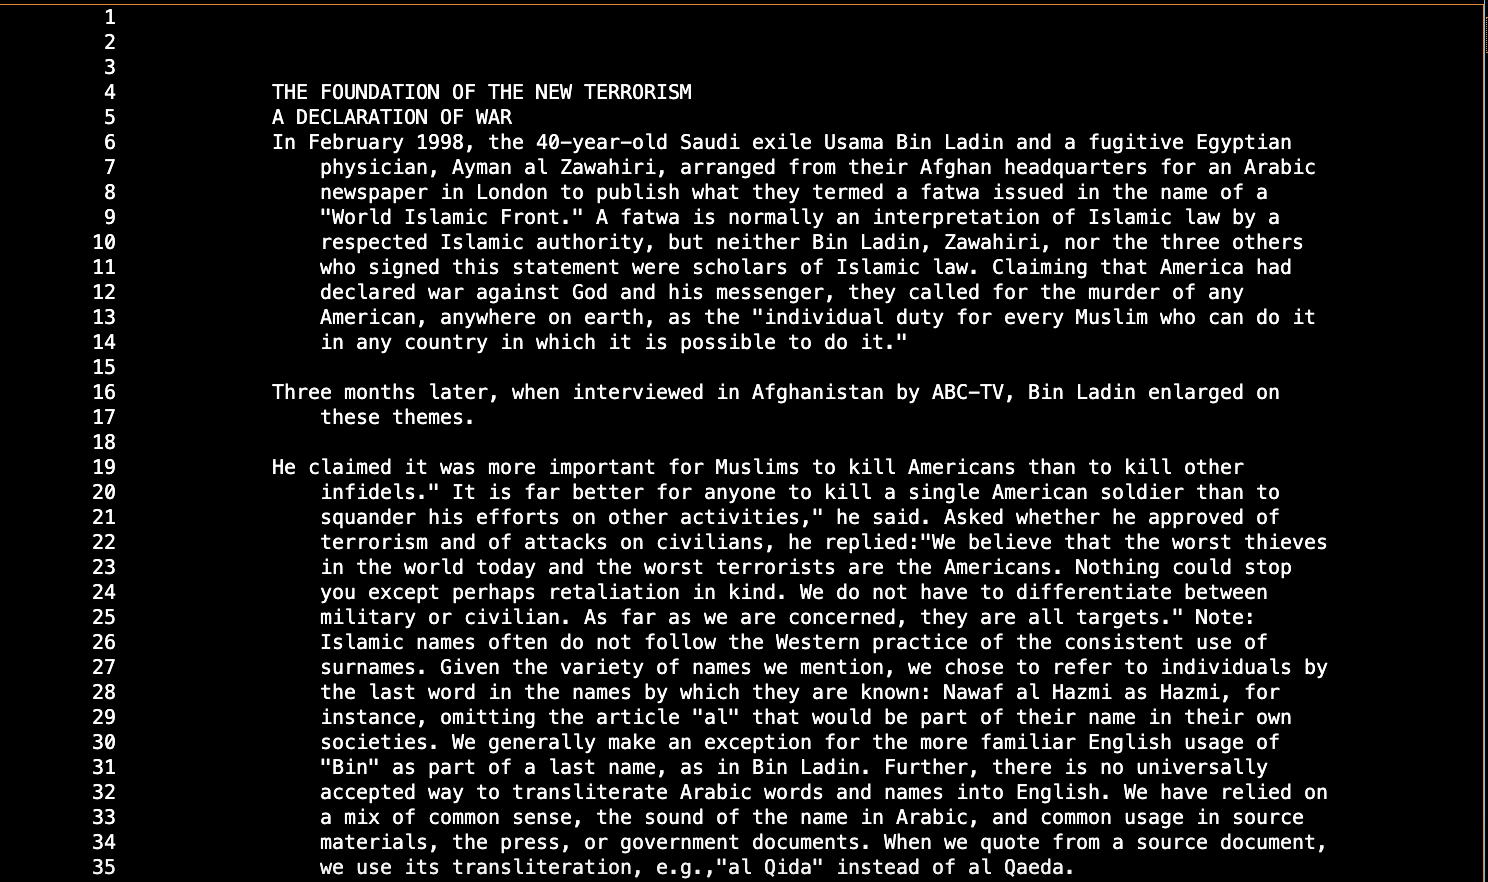 1
2
3
4 THE FOUNDATION OF THE NEW TERRORISM
5 A DECLARATION OF WAR
6 In February 1998, the 40-year-old Saudi exile Usama Bin Ladin and a fugitive Egyptian
7 physician, Ayman al Zawahiri, arranged from their Afghan headquarters for an Arabic
8 newspaper in London to publish what they termed a fatwa issued in the name of a
9 "World Islamic Front." A fatwa is normally an interpretation of Islamic law by a
10 respected Islamic authority, but neither Bin Ladin, Zawahiri, nor the three others
11 who signed this statement were scholars of Islamic law. Claiming that America had
12 declared war against God and his messenger, they called for the murder of any
13 American, anywhere on earth, as the "individual duty for every Muslim who can do it
14 in any country in which it is possible to do it."
15
16 Three months later, when interviewed in Afghanistan by ABC-TV, Bin Ladin enlarged on
17 these themes.
18
19 He claimed it was more important for Muslims to kill Americans than to kill other
20 infidels." It is far better for anyone to kill a single American soldier than to
21 squander his efforts on other activities," he said. Asked whether he approved of
22 terrorism and of attacks on civilians, he replied:"We believe that the worst thieves
23 in the world today and the worst terrorists are the Americans. Nothing could stop
24 you except perhaps retaliation in kind. We do not have to differentiate between
25 military or civilian. As far as we are concerned, they are all targets." Note:
26 Islamic names often do not follow the Western practice of the consistent use of
27 surnames. Given the variety of names we mention, we chose to refer to individuals by
28 the last word in the names by which they are known: Nawaf al Hazmi as Hazmi, for
29 instance, omitting the article "al" that would be part of their name in their own
30 societies. We generally make an exception for the more familiar English usage of
31 "Bin" as part of a last name, as in Bin Ladin. Further, there is no universally
32 accepted way to transliterate Arabic words and names into English. We have relied on
33 a mix of common sense, the sound of the name in Arabic, and common usage in source
34 materials, the press, or government documents. When we quote from a source document,
35 we use its transliteration, e.g.,"al Qida" instead of al Qaeda.